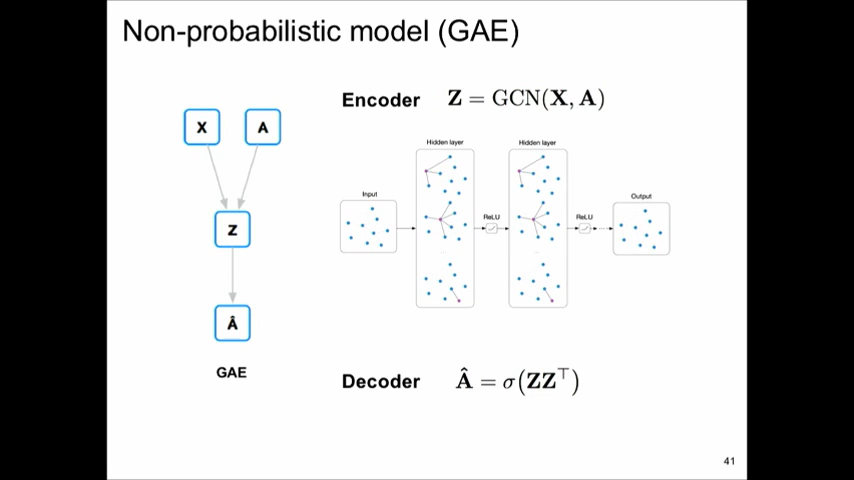 Non-probabilistic model (GAE)
Encoder Z = GCN(X, A)
X A
Hidden layer Hidden layer
Input Output
ReLU ReLU
Z
Â
GAE
Decoder Â = σ(ZZ⊤)
41